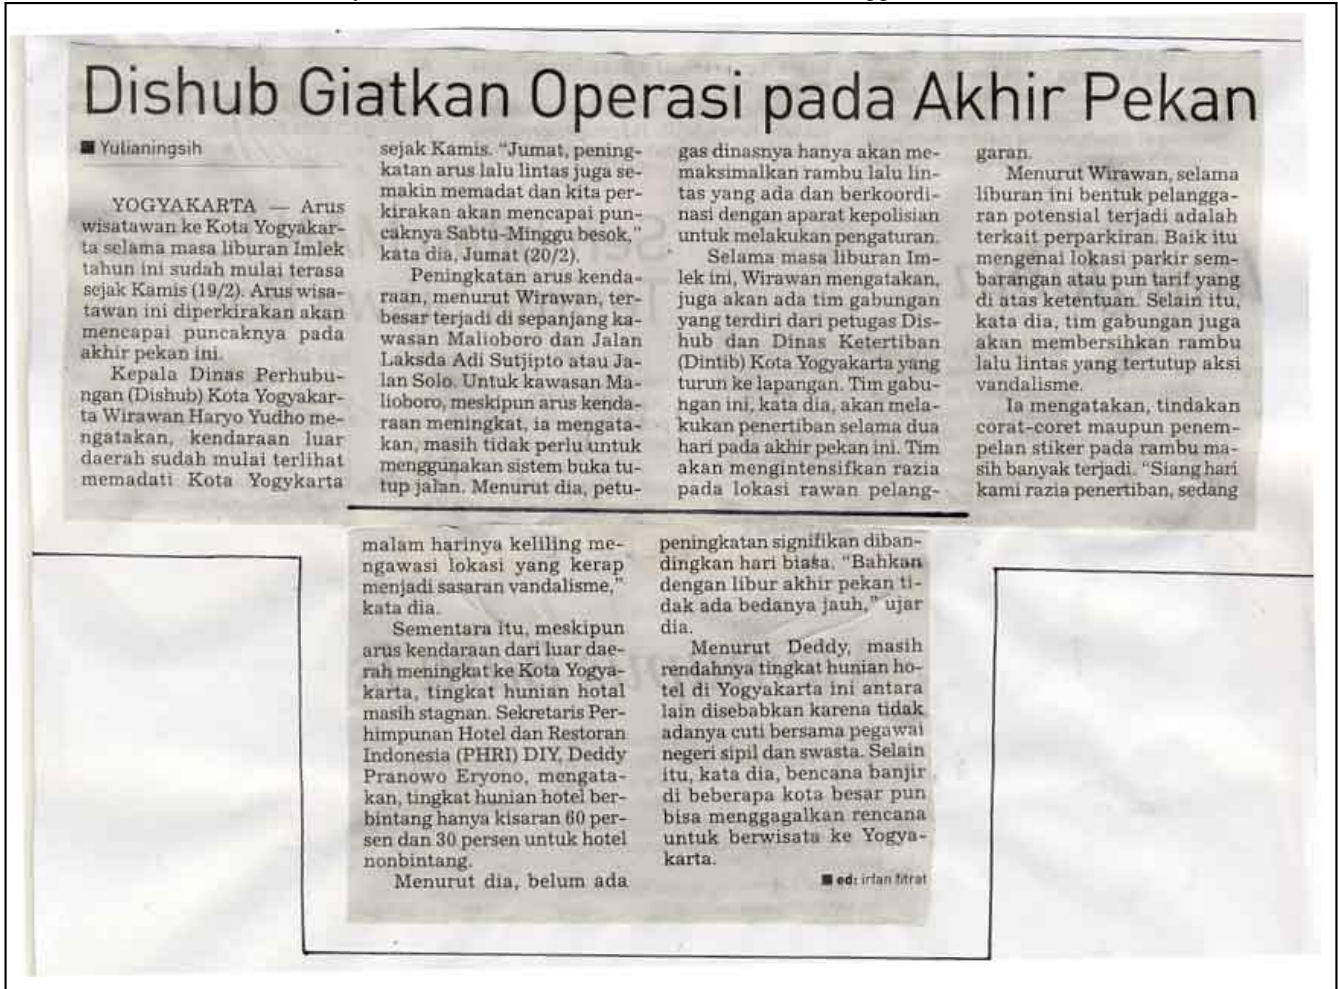 Dishub Giatkan Operasi pada Akhir Pekan
■ Yulianingsih
YOGYAKARTA — Arus
wisatawan ke Kota Yogyakar-
ta selama masa liburan Imlek
tahun ini sudah mulai terasa
sejak Kamis (19/2). Arus wisa-
tawan ini diperkirakan akan
mencapai puncaknya pada
akhir pekan ini.
Kepala Dinas Perhubu-
ngan (Dishub) Kota Yogyakar-
ta Wirawan Haryo Yudho me-
ngatakan, kendaraan luar
daerah sudah mulai terlihat
memadati Kota Yogykarta
sejak Kamis. “Jumat, pening-
katan arus lalu lintas juga se-
makin memadat dan kita per-
kirakan akan mencapai pun-
caknya Sabtu-Minggu besok,”
kata dia, Jumat (20/2).
Peningkatan arus kenda-
raan, menurut Wirawan, ter-
besar terjadi di sepanjang ka-
wasan Malioboro dan Jalan
Laksda Adi Sutjipto atau Ja-
lan Solo. Untuk kawasan Ma-
lioboro, meskipun arus kenda-
raan meningkat, ia mengata-
kan, masih tidak perlu untuk
menggunakan sistem buka tu-
tup jalan. Menurut dia, petu-
gas dinasnya hanya akan me-
maksimalkan rambu lalu lin-
tas yang ada dan berkoordi-
nasi dengan aparat kepolisian
untuk melakukan pengaturan.
Selama masa liburan Im-
lek ini, Wirawan mengatakan,
juga akan ada tim gabungan
yang terdiri dari petugas Dis-
hub dan Dinas Ketertiban
(Dintib) Kota Yogyakarta yang
turun ke lapangan. Tim gabu-
ngan ini, kata dia, akan mela-
kukan penertiban selama dua
hari pada akhir pekan ini. Tim
akan mengintensifkan razia
pada lokasi rawan pelang-
garan.
Menurut Wirawan, selama
liburan ini bentuk pelangga-
ran potensial terjadi adalah
terkait perparkiran. Baik itu
mengenai lokasi parkir sem-
barangan atau pun tarif yang
di atas ketentuan. Selain itu,
kata dia, tim gabungan juga
akan membersihkan rambu
lalu lintas yang tertutup aksi
vandalisme.
Ia mengatakan, tindakan
corat-coret maupun penem-
pelan stiker pada rambu ma-
sih banyak terjadi. “Siang hari
kami razia penertiban, sedang
malam harinya keliling me-
ngawasi lokasi yang kerap
menjadi sasaran vandalisme,”
kata dia.
Sementara itu, meskipun
arus kendaraan dari luar dae-
rah meningkat ke Kota Yogya-
karta, tingkat hunian hotal
masih stagnan. Sekretaris Per-
himpunan Hotel dan Restoran
Indonesia (PHRI) DIY, Deddy
Pranowo Eryono, mengata-
kan, tingkat hunian hotel ber-
bintang hanya kisaran 60 per-
sen dan 30 persen untuk hotel
nonbintang.
Menurut dia, belum ada
peningkatan signifikan diban-
dingkan hari biasa. “Bahkan
dengan libur akhir pekan ti-
dak ada bedanya jauh,” ujar
dia.
Menurut Deddy, masih
rendahnya tingkat hunian ho-
tel di Yogyakarta ini antara
lain disebabkan karena tidak
adanya cuti bersama pegawai
negeri sipil dan swasta. Selain
itu, kata dia, bencana banjir
di beberapa kota besar pun
bisa menggagalkan rencana
untuk berwisata ke Yogya-
karta.
■ ed: irfan fitrat